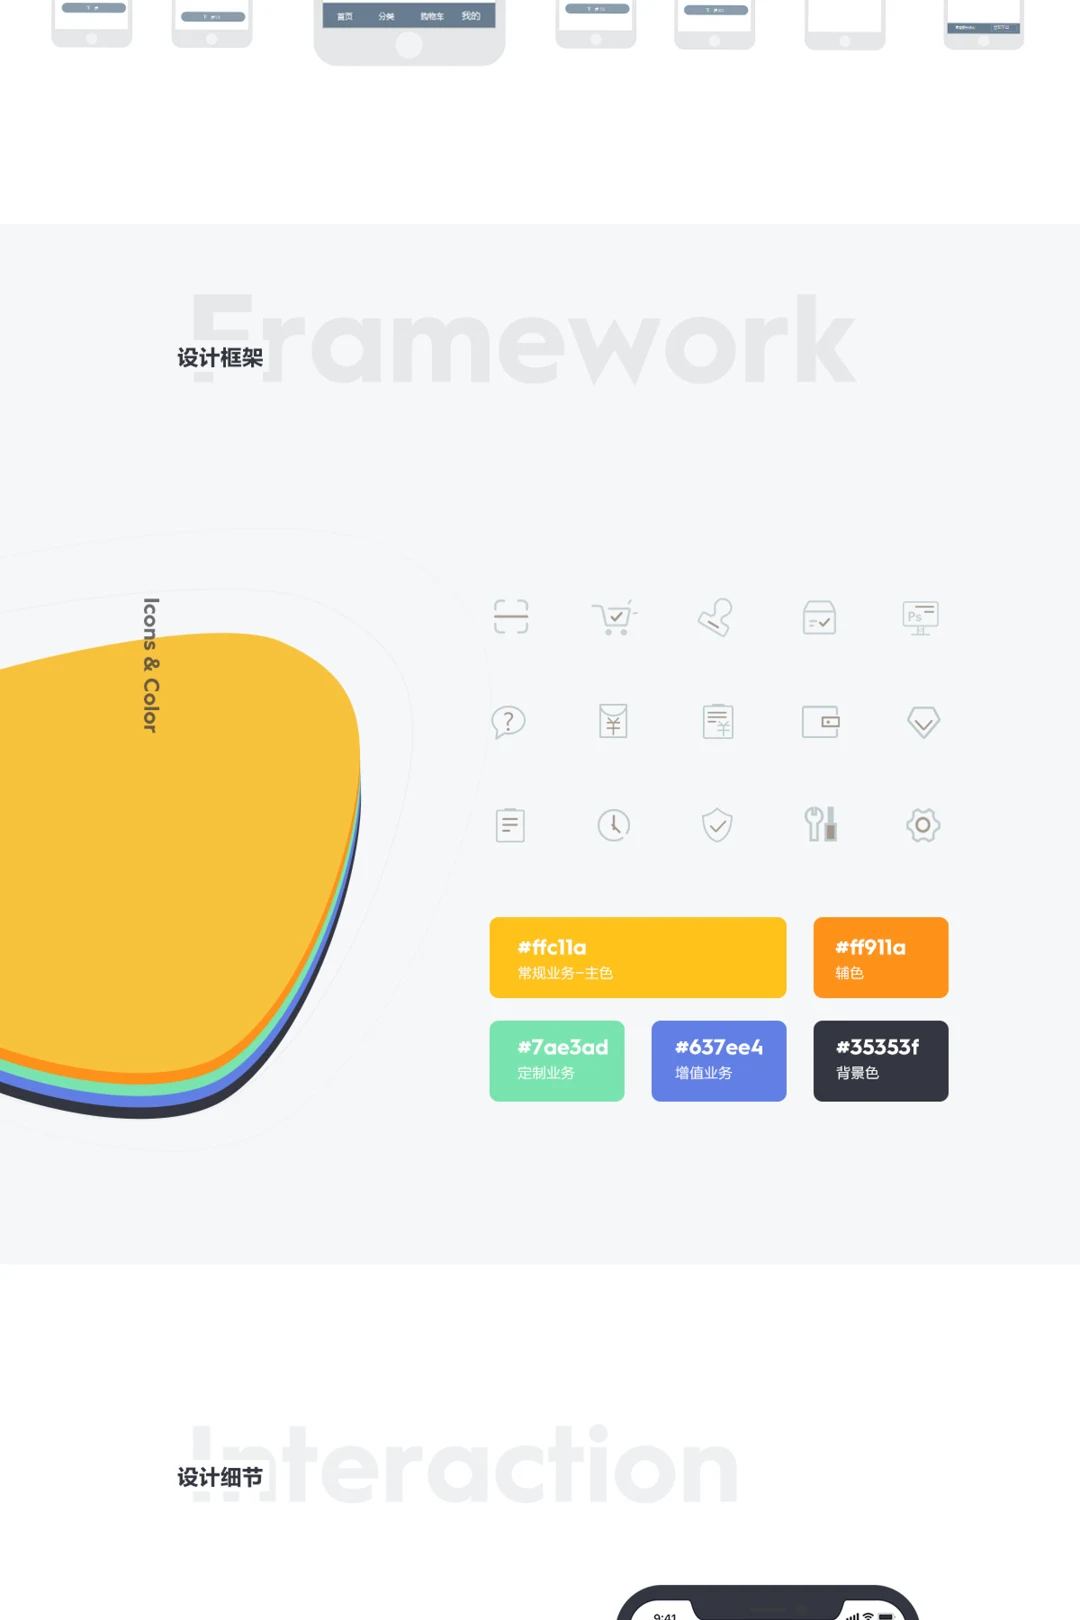 首页 分类 购物车 我的
Framework
设计框架
Icons & Color
Ps
#ffc11a
常规业务-主色
#ff911a
辅色
#7ae3ad
定制业务
#637ee4
增值业务
#35353f
背景色
Interaction
设计细节
9:41